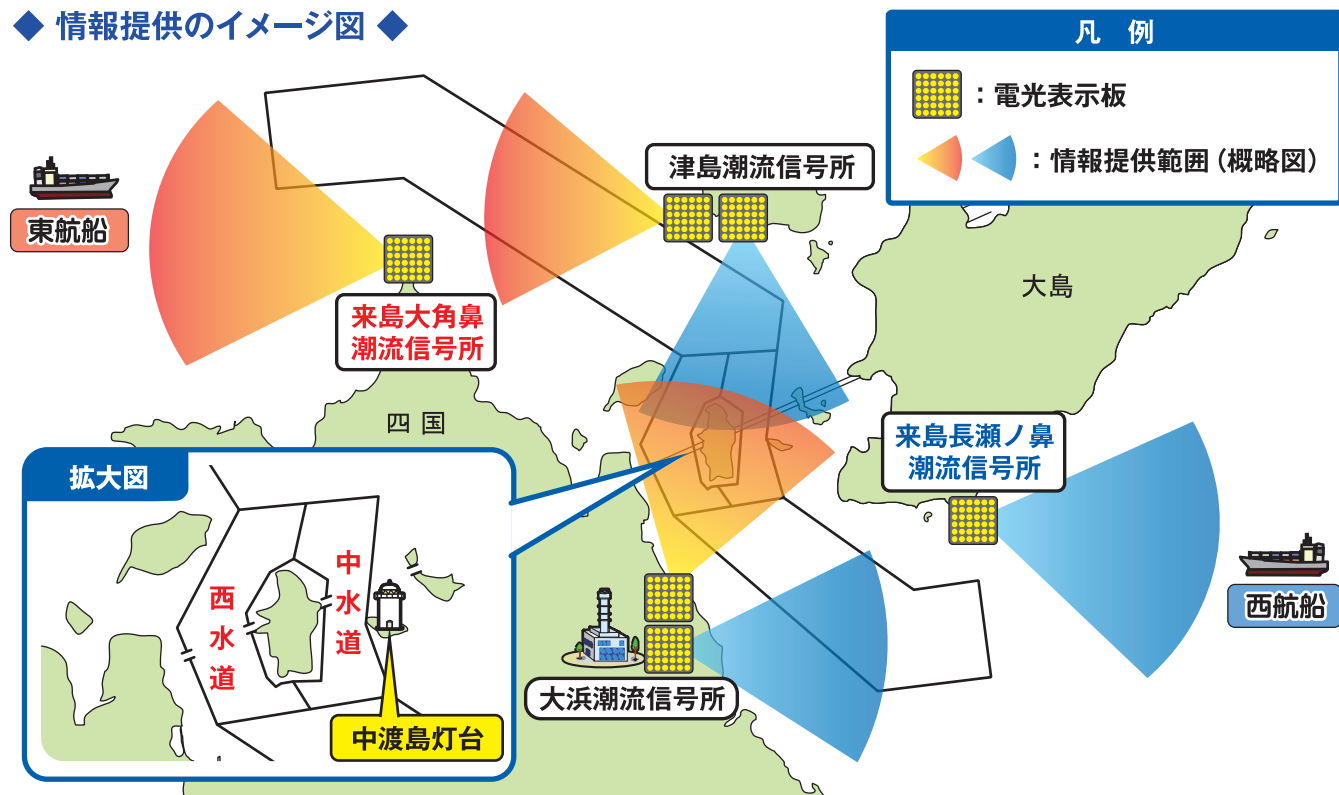 ◆ 情報提供のイメージ図 ◆
凡 例
：電光表示板
：情報提供範囲（概略図）
津島潮流信号所
東航船
大島
来島大角鼻
潮流信号所
四国
来島長瀬ノ鼻
潮流信号所
拡大図
中水道
西水道
西航船
大浜潮流信号所
中渡島灯台